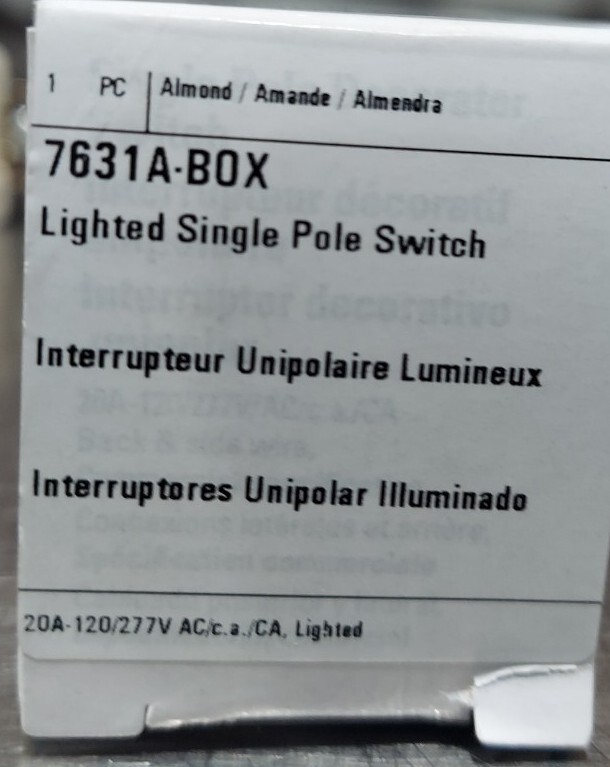 1 PC Almond / Amande / Almendra
7631A-BOX
Lighted Single Pole Switch
Interrupteur Unipolaire Lumineux
Interruptores Unipolar Illuminado
20A-120/277V AC/c.a./CA, Lighted